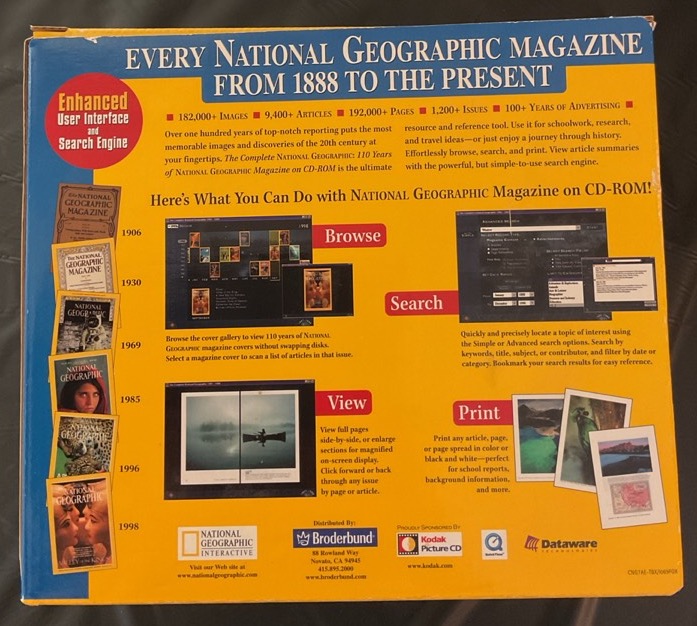 EVERY NATIONAL GEOGRAPHIC MAGAZINE
FROM 1888 TO THE PRESENT
Enhanced
User Interface
and
Search Engine
182,000+ IMAGES ■ 9,400+ ARTICLES ■ 192,000+ PAGES ■ 1,200+ ISSUES ■ 100+ YEARS OF ADVERTISING
Over one hundred years of top-notch reporting puts the most
memorable images and discoveries of the 20th century at
your fingertips. The Complete NATIONAL GEOGRAPHIC: 110 Years
of NATIONAL GEOGRAPHIC Magazine on CD-ROM is the ultimate
resource and reference tool. Use it for schoolwork, research,
and travel ideas—or just enjoy a journey through history.
Effortlessly browse, search, and print. View article summaries
with the powerful, but simple-to-use search engine.
Here's What You Can Do with NATIONAL GEOGRAPHIC Magazine on CD-ROM!
1906
1930
1969
1985
1996
1998
Browse
Browse the cover gallery to view 110 years of NATIONAL
GEOGRAPHIC magazine covers without swapping disks.
Select a magazine cover to scan a list of articles in that issue.
Search
Quickly and precisely locate a topic of interest using
the Simple or Advanced search options. Search by
keywords, title, subject, or contributor, and filter by date or
category. Bookmark your search results for easy reference.
View
View full pages
side-by-side, or enlarge
sections for magnified
on-screen display.
Click forward or back
through any issue
by page or article.
Print
Print any article, page,
or page spread in color or
black and white—perfect
for school reports,
background information,
and more.
NATIONAL
GEOGRAPHIC
INTERACTIVE
Visit our Web site at
www.nationalgeographic.com
Distributed By:
Brøderbund
88 Rowland Way
Novato, CA 94945
415.895.2000
www.broderbund.com
PROUDLY SPONSORED BY
Kodak
Picture CD
www.kodak.com
QuickTime
Dataware
TECHNOLOGIES